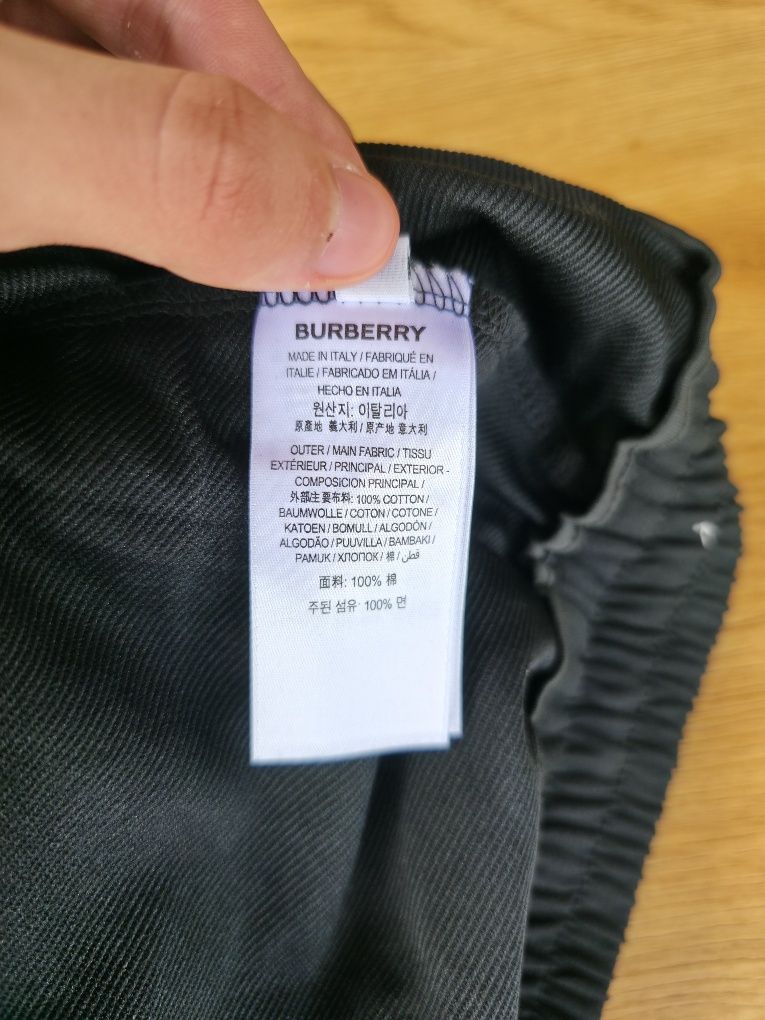 BURBERRY
MADE IN ITALY / FABRIQUÉ EN
ITALIE / FABRICADO EM ITÁLIA /
HECHO EN ITALIA
원산지: 이탈리아
原產地 義大利 / 原产地 意大利
OUTER / MAIN FABRIC / TISSU
EXTÉRIEUR / PRINCIPAL / EXTERIOR -
COMPOSICION PRINCIPAL /
外部主要布料: 100% COTTON /
BAUMWOLLE / COTON / COTONE /
KATOEN / BOMULL / ALGODÓN /
ALGODÃO / PUUVILLA / BAMBAKI /
PAMUK / ХЛОПОК / 棉 / قطن
面料: 100% 棉
주된 섬유: 100% 면